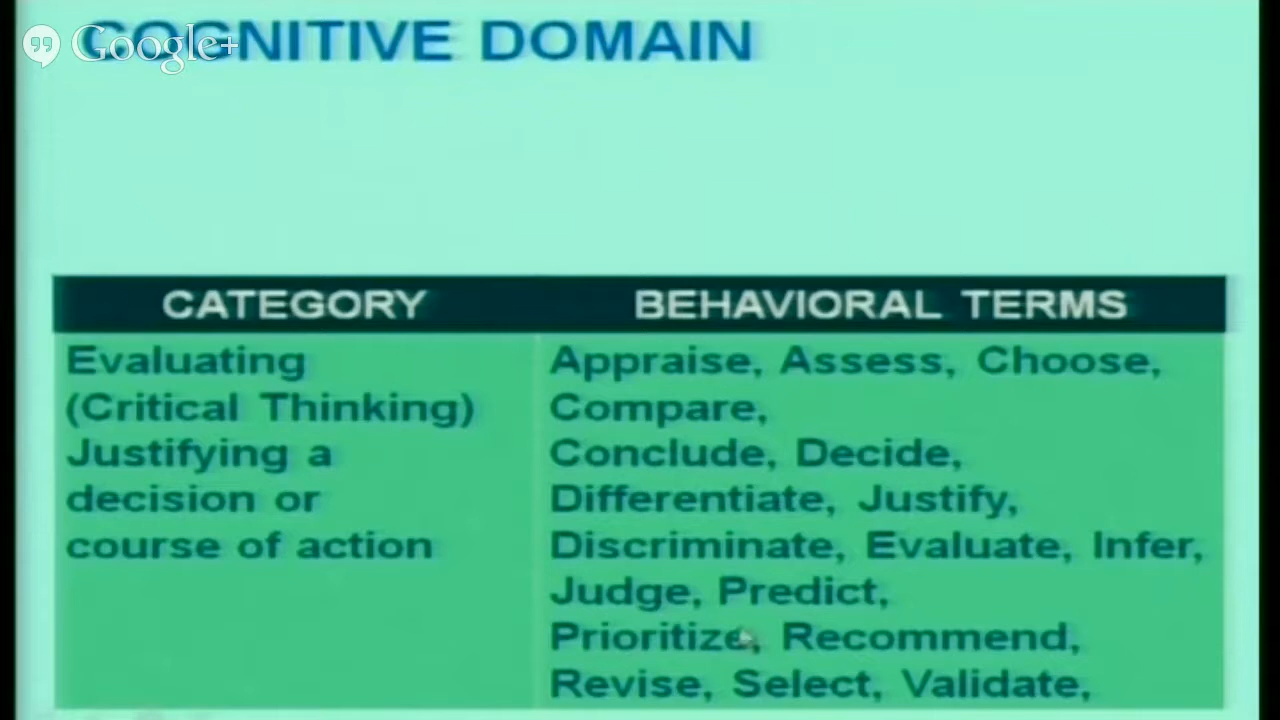 COGNITIVE DOMAIN
Google+
CATEGORY
BEHAVIORAL TERMS
Evaluating
(Critical Thinking)
Justifying a
decision or
course of action
Appraise, Assess, Choose,
Compare,
Conclude, Decide,
Differentiate, Justify,
Discriminate, Evaluate, Infer,
Judge, Predict,
Prioritize, Recommend,
Revise, Select, Validate,